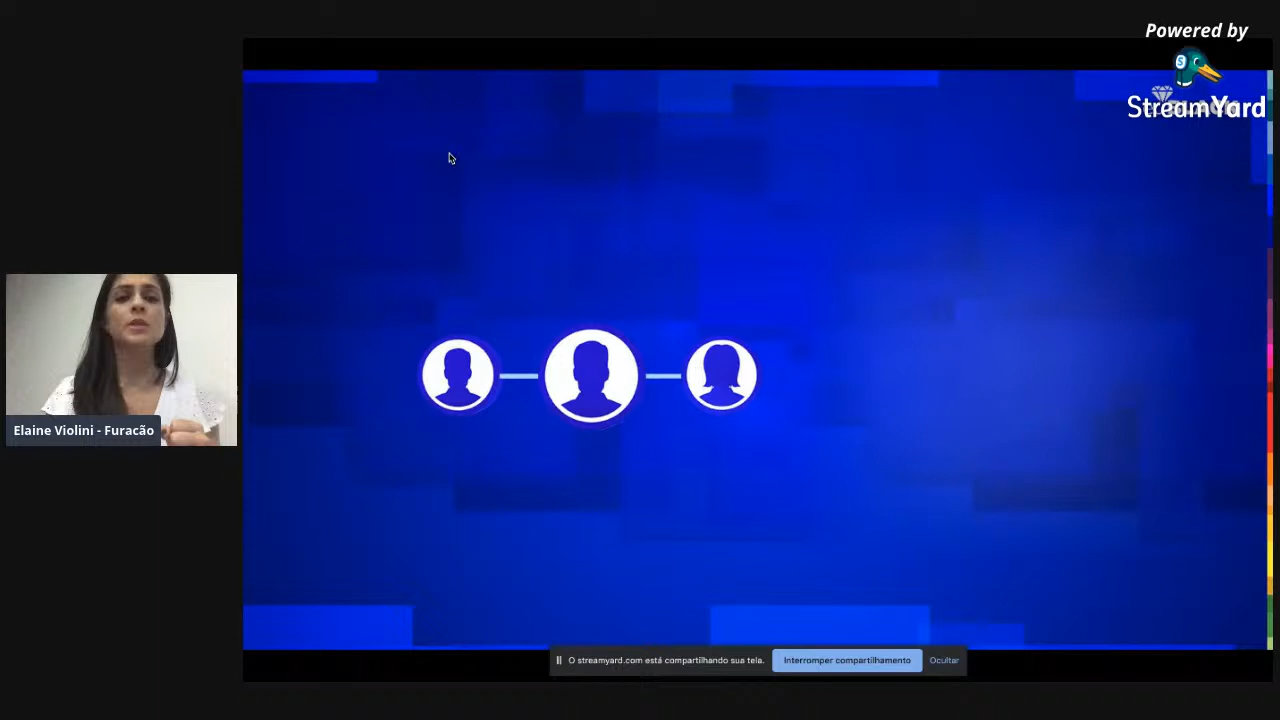 Powered by
StreamYard
Elaine Violini - Furacão
O streamyard.com está compartilhando sua tela.
Interromper compartilhamento
Ocultar